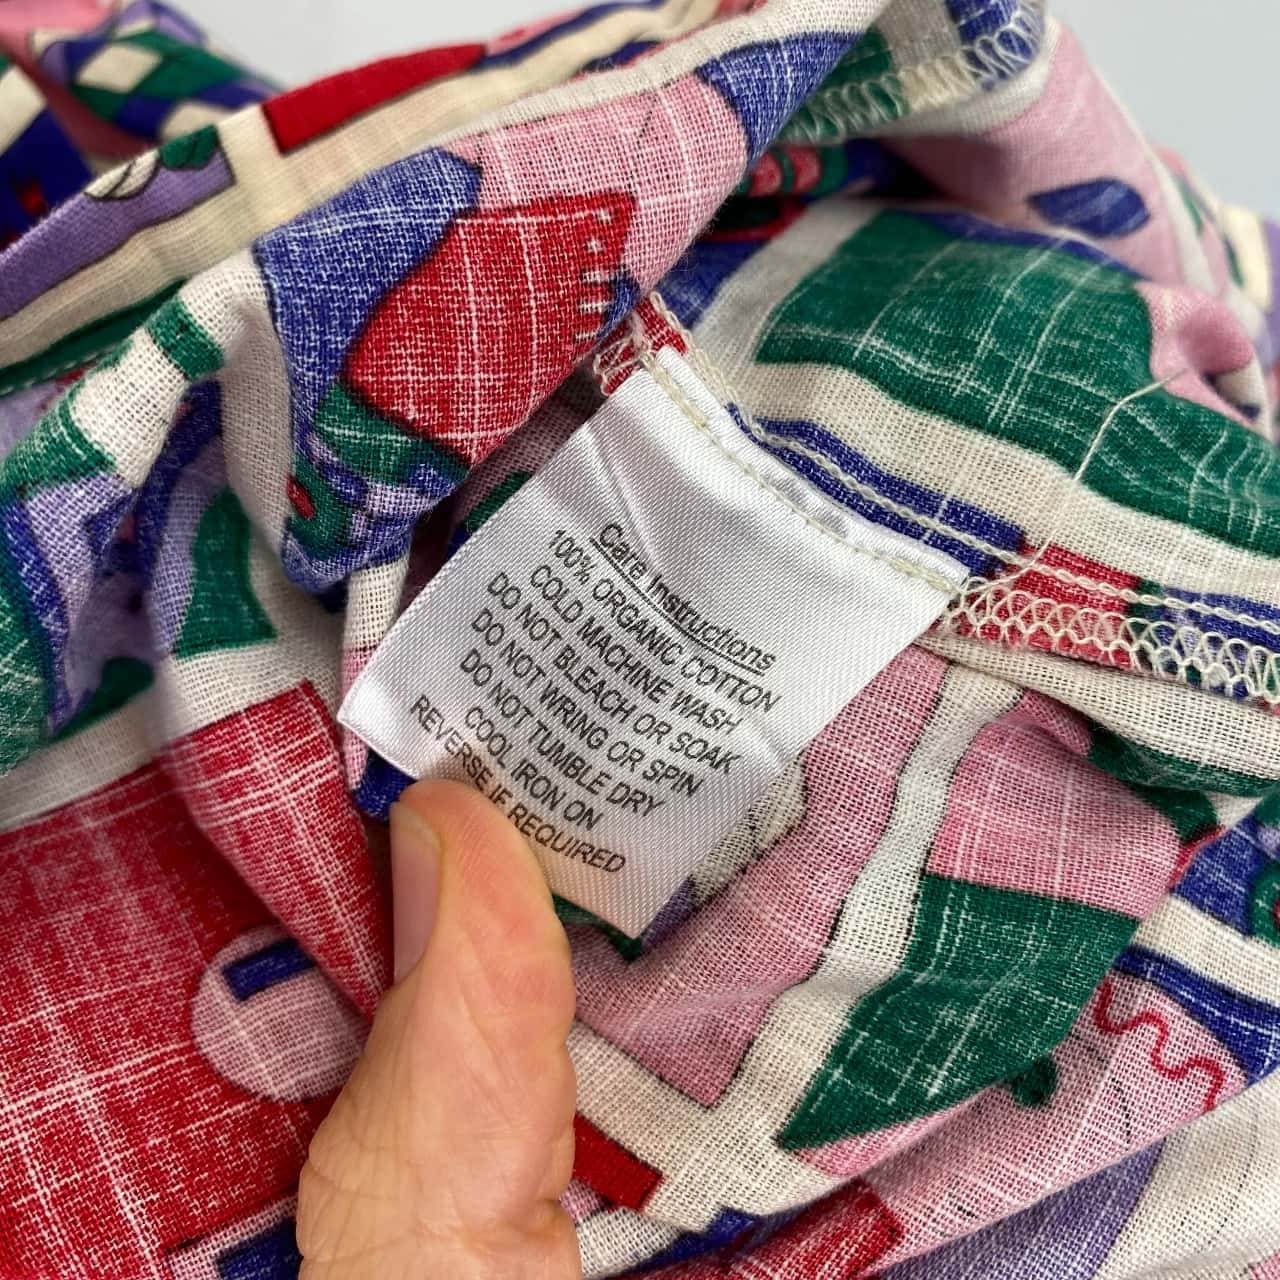 Care Instructions
100% ORGANIC COTTON
COLD MACHINE WASH
DO NOT BLEACH OR SOAK
DO NOT WRING OR SPIN
DO NOT TUMBLE DRY
COOL IRON ON
REVERSE IF REQUIRED